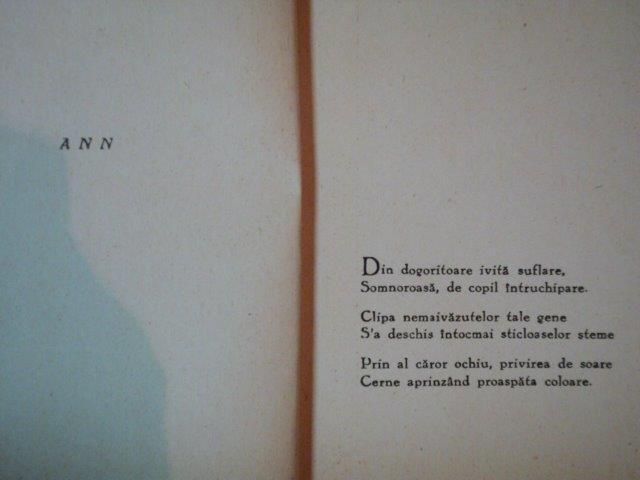 ANN
Din dogorîtoare ivită suflare,
Somnoroasă, de copil întruchipare.
Clipa nemaivăzutelor tale gene
S'a deschis întocmai sticloaselor steme
Prin al căror ochiu, privirea de soare
Cerne aprinzând proaspăta coloare.